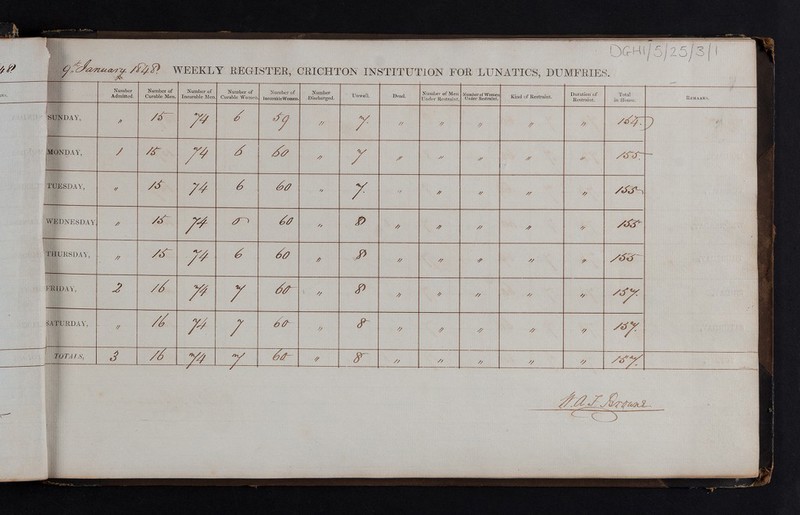 DGH1/5/25/3/1
9th January 1848. WEEKLY REGISTER, CRICHTON INSTITUTION FOR LUNATICS, DUMFRIES.
Number Admitted. Number of Curable Men. Number of Incurable Men. Number of Curable Women. Number of Incurable Women. Number Discharged. Unwell. Dead. Number of Men Under Restraint. Number of Women Under Restraint. Kind of Restraint. Duration of Restraint. Total in House. REMARKS.
SUNDAY, " 15 74 6 59 " 7. " " " " " 154.
MONDAY, 1 15 74 6 60 " 7 " " " " " 155.
TUESDAY, " 15 74 6 60 " 7. " " " " " 155
WEDNESDAY, " 15 74 6 60 " 8 " " " " " 155
THURSDAY, " 15 74 6 60 " 8 " " " " " 155
FRIDAY, 2 16 74 7 60 " 8 " " " " " 157.
SATURDAY, " 16 74 7 60 " 8 " " " " " 157.
TOTALS, 3 16 74 7 60 " 8 " " " " " 157.
W. A. F. Browne